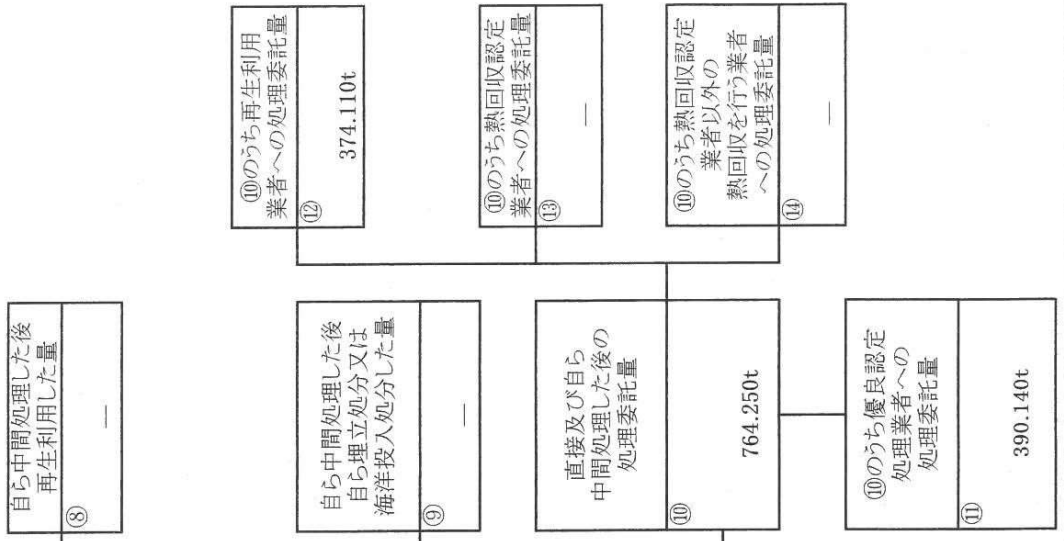 自ら中間処理した後
再生利用した量
⑧
自ら中間処理した後
自ら埋立処分又は
海洋投入処分した量
⑨
—
直接及び自ら
中間処理した後の
処理委託量
⑩
764.250t
⑩のうち優良認定
処理業者への
処理委託量
⑪
390.140t
⑩のうち再生利用
業者への処理委託量
⑫
374.110t
⑩のうち熱回収認定
業者への処理委託量
⑬
—
⑩のうち熱回収認定
業者以外の
熱回収を行う業者
への処理委託量
⑭
—